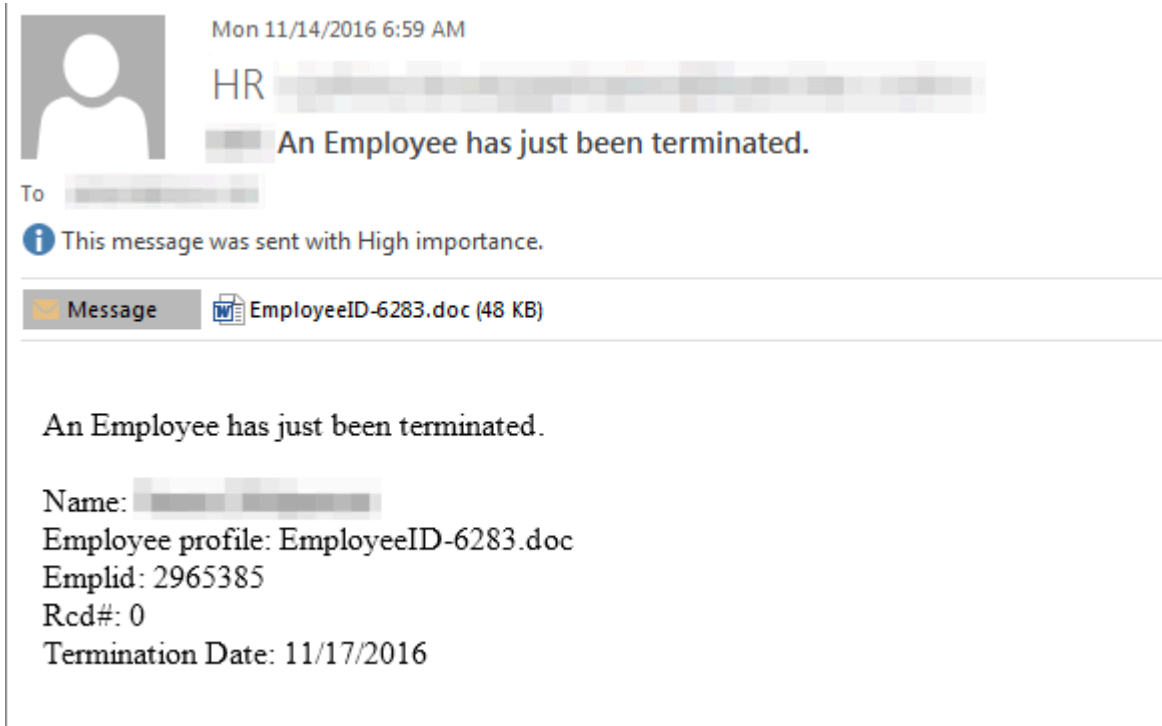 Mon 11/14/2016 6:59 AM
HR
An Employee has just been terminated.
To
This message was sent with High importance.
Message EmployeeID-6283.doc (48 KB)
An Employee has just been terminated.
Name:
Employee profile: EmployeeID-6283.doc
Emplid: 2965385
Rcd#: 0
Termination Date: 11/17/2016